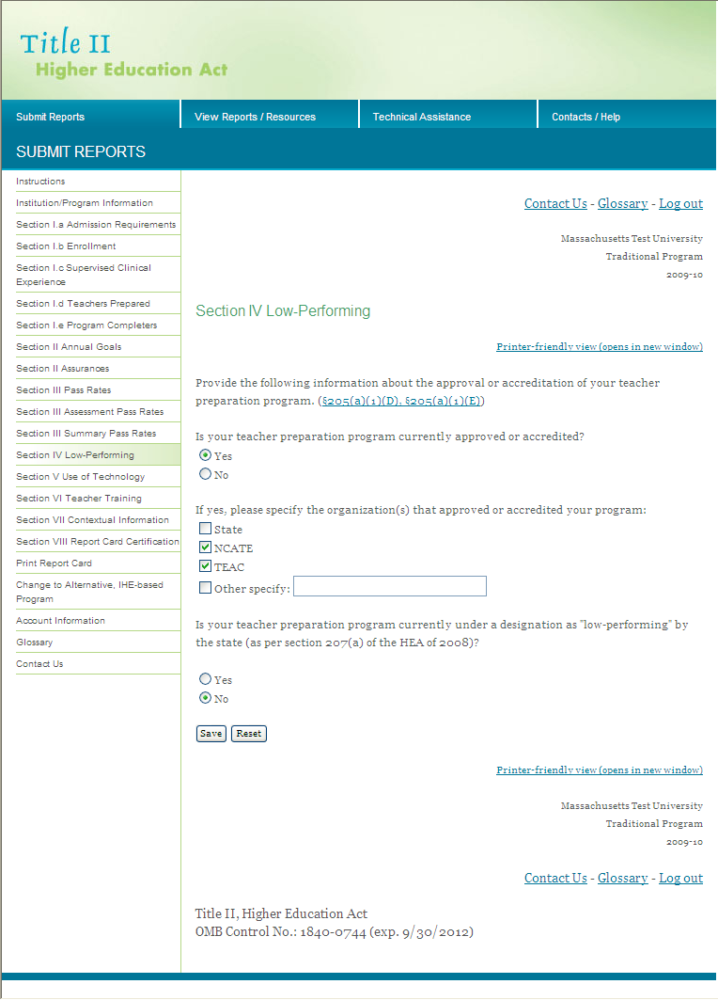 Title II
Higher Education Act
Submit Reports
View Reports / Resources
Technical Assistance
Contacts / Help
SUBMIT REPORTS
Instructions
Institution/Program Information
Section I.a Admission Requirements
Section I.b Enrollment
Section I.c Supervised Clinical
Experience
Section I.d Teachers Prepared
Section I.e Program Completers
Section II Annual Goals
Section II Assurances
Section III Pass Rates
Section III Assessment Pass Rates
Section III Summary Pass Rates
Section IV Low-Performing
Section V Use of Technology
Section VI Teacher Training
Section VII Contextual Information
Section VIII Report Card Certification
Print Report Card
Change to Alternative, IHE-based
Program
Account Information
Glossary
Contact Us
Contact Us - Glossary - Log out
Massachusetts Test University
Traditional Program
2009-10
Section IV Low-Performing
Printer-friendly view (opens in new window)
Provide the following information about the approval or accreditation of your teacher
preparation program. (§205(a)(1)(D), §205(a)(1)(E))
Is your teacher preparation program currently approved or accredited?
Yes
No
If yes, please specify the organization(s) that approved or accredited your program:
State
NCATE
TEAC
Other specify:
Is your teacher preparation program currently under a designation as "low-performing" by
the state (as per section 207(a) of the HEA of 2008)?
Yes
No
Save Reset
Printer-friendly view (opens in new window)
Massachusetts Test University
Traditional Program
2009-10
Contact Us - Glossary - Log out
Title II, Higher Education Act
OMB Control No.: 1840-0744 (exp. 9/30/2012)